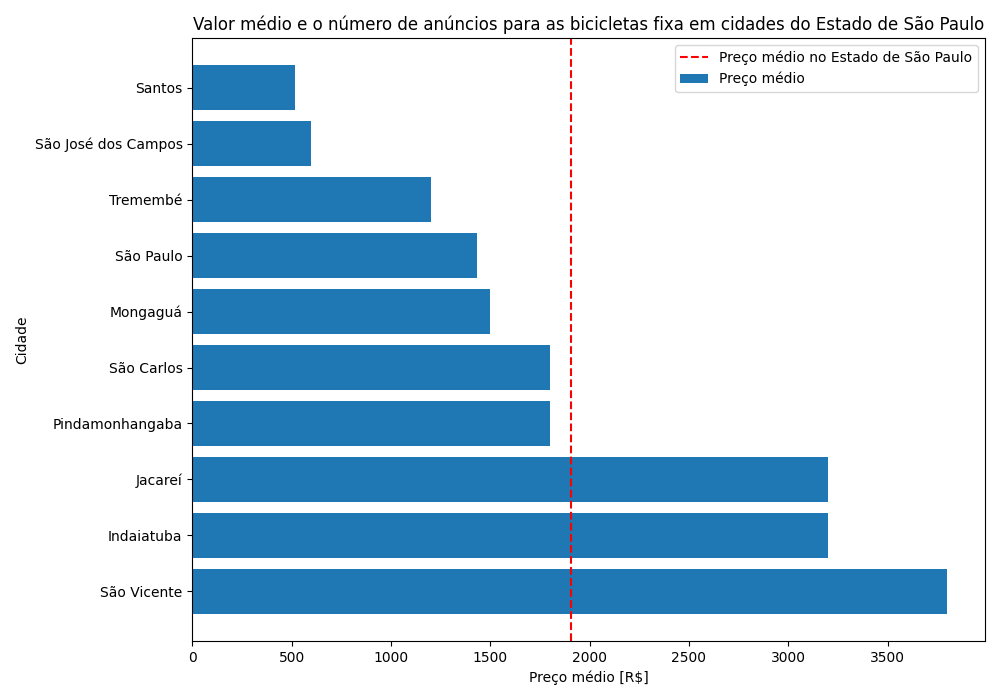 Valor médio e o número de anúncios para as bicicletas fixa em cidades do Estado de São Paulo
Preço médio no Estado de São Paulo
Preço médio
Cidade
Santos
São José dos Campos
Tremembé
São Paulo
Mongaguá
São Carlos
Pindamonhangaba
Jacareí
Indaiatuba
São Vicente
0 500 1000 1500 2000 2500 3000 3500
Preço médio [R$]